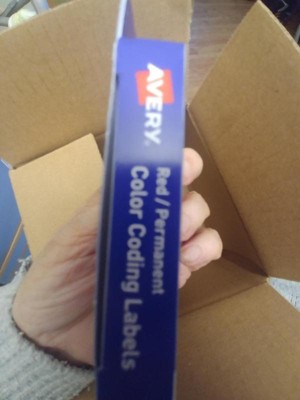 AVERY
Red / Permanent
Color Coding Labels